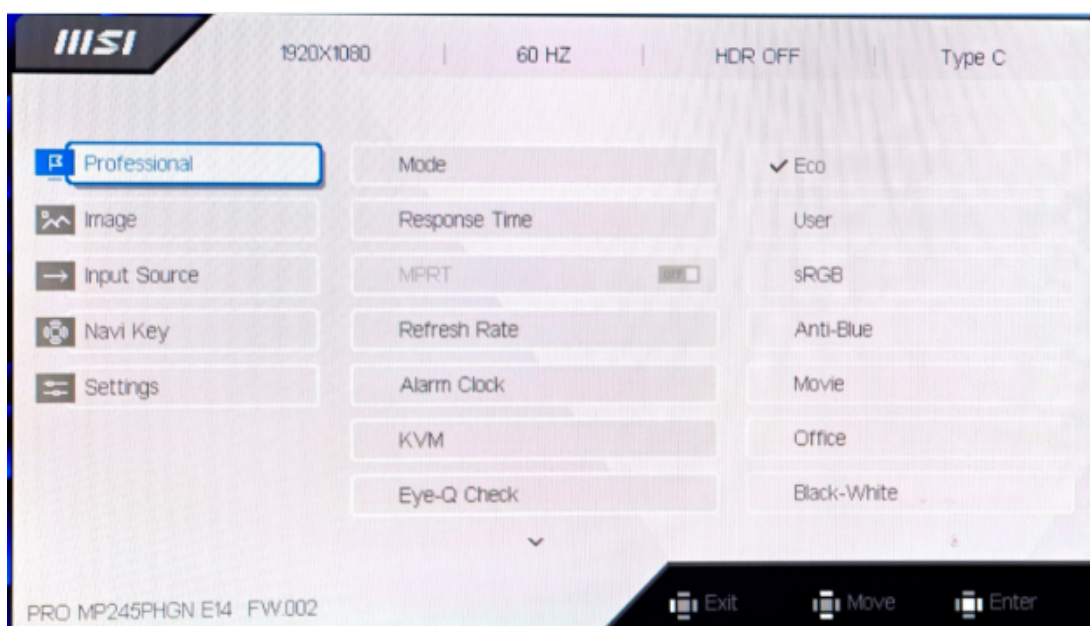 msi
1920X1080 60 HZ HDR OFF Type C
Professional Mode Eco
Image Response Time User
Input Source MPRT OFF sRGB
Navi Key Refresh Rate Anti-Blue
Settings Alarm Clock Movie
KVM Office
Eye-Q Check Black-White
PRO MP245PHGN E14 FW.002
Exit Move Enter